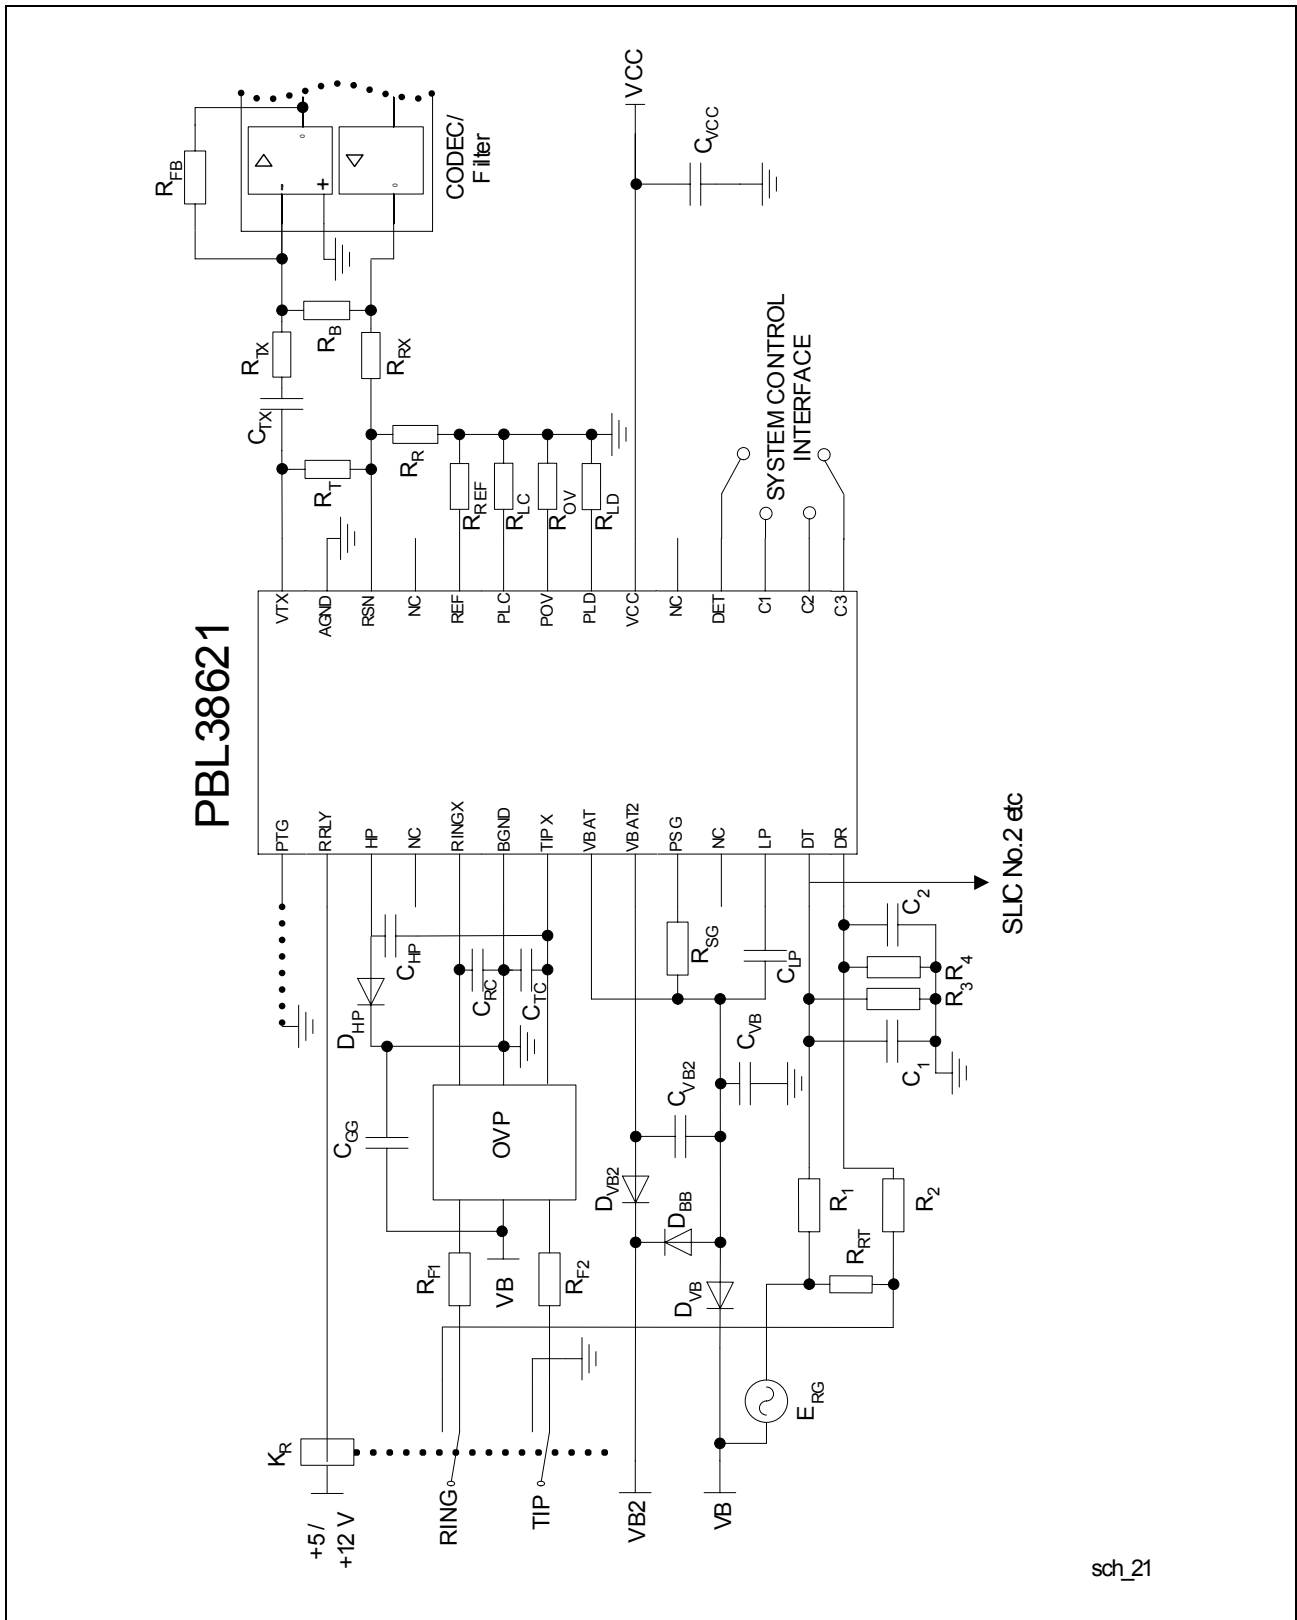 PBL38621
CODEC/
Filter
RFB
RTX
CTX
RB
RRX
RT
RR
RREF
RLC
ROV
RLD
VCC
CVCC
SYSTEM CONTROL
INTERFACE
VTX
AGND
RSN
NC
REF
PLC
POV
PLD
VCC
NC
DET
C1
C2
C3
PTG
RRLY
HP
NC
RINGX
BGND
TIPX
VBAT
VBAT2
PSG
NC
LP
DT
DR
SLIC No.2 etc
CHP
DHP
CRC
CTC
CGG
OVP
RF1
VB
RF2
RSG
CLP
CVB
CVB2
DVB2
DBB
DVB
C2
R4
R3
C1
R1
R2
RRT
ERG
KR
+5 /
+12 V
RING
TIP
VB2
VB
sch_21